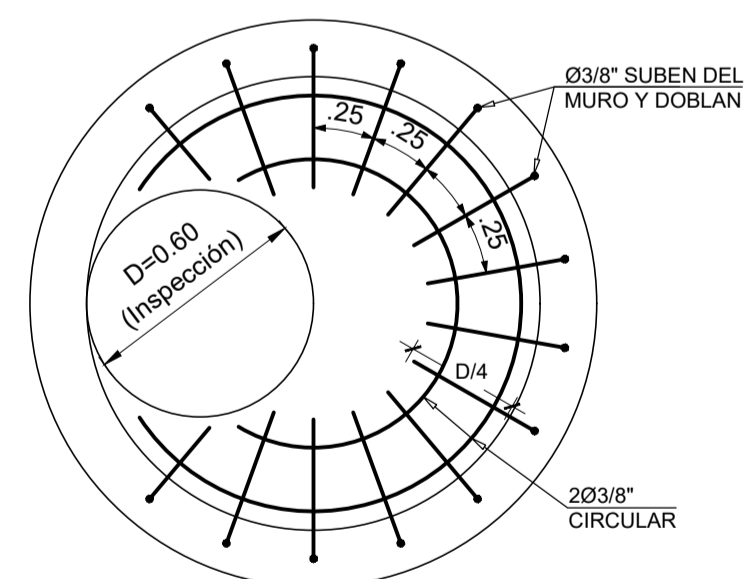 Ø3/8" SUBEN DEL
MURO Y DOBLAN
.25
.25
.25
D=0.60
(Inspección)
D/4
2Ø3/8"
CIRCULAR